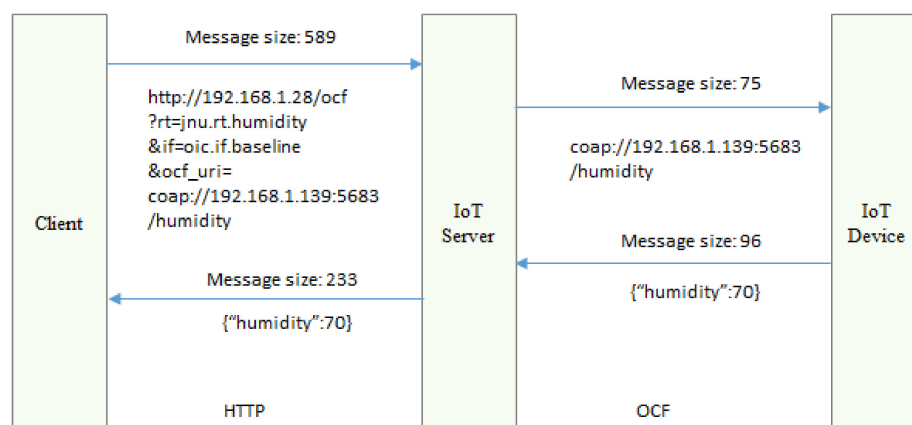 Message size: 589
http://192.168.1.28/ocf
?rt=jnu.rt.humidity
&if=oic.if.baseline
&ocf_uri=
coap://192.168.1.139:5683
/humidity
Message size: 75
coap://192.168.1.139:5683
/humidity
Client
IoT
Server
IoT
Device
Message size: 96
{“humidity”:70}
Message size: 233
{“humidity”:70}
HTTP
OCF